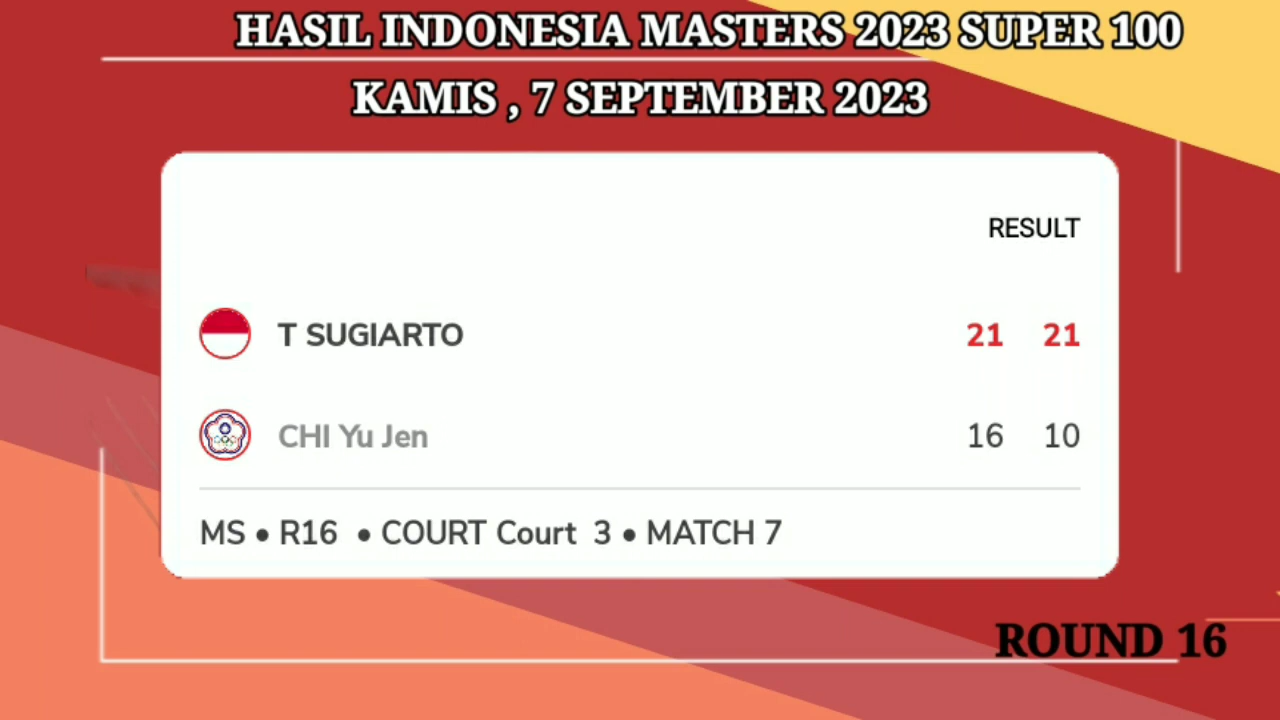 HASIL INDONESIA MASTERS 2023 SUPER 100
KAMIS , 7 SEPTEMBER 2023
RESULT
T SUGIARTO 21 21
CHI Yu Jen 16 10
MS • R16 • COURT Court 3 • MATCH 7
ROUND 16